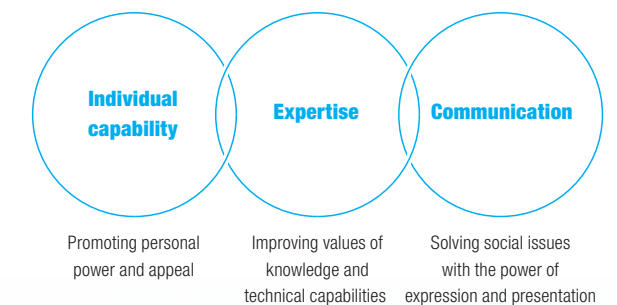 Individual
capability
Expertise
Communication
Promoting personal
power and appeal
Improving values of
knowledge and
technical capabilities
Solving social issues
with the power of
expression and presentation